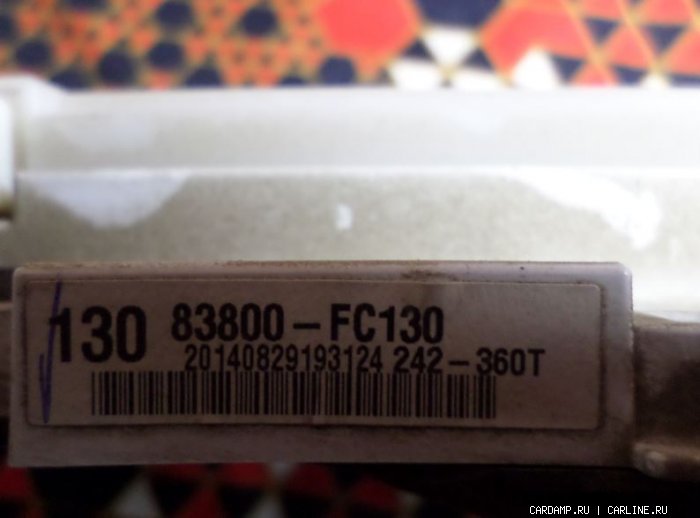 130 83800-FC130
20140829193124 242-360T
CARDAMP.RU | CARLINE.RU